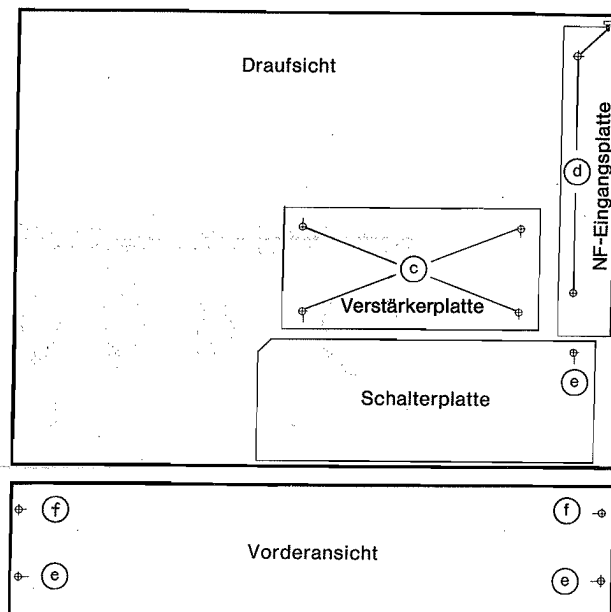 Draufsicht
d
NF-Eingangsplatte
c
Verstärkerplatte
e
Schalterplatte
f
f
Vorderansicht
e
e